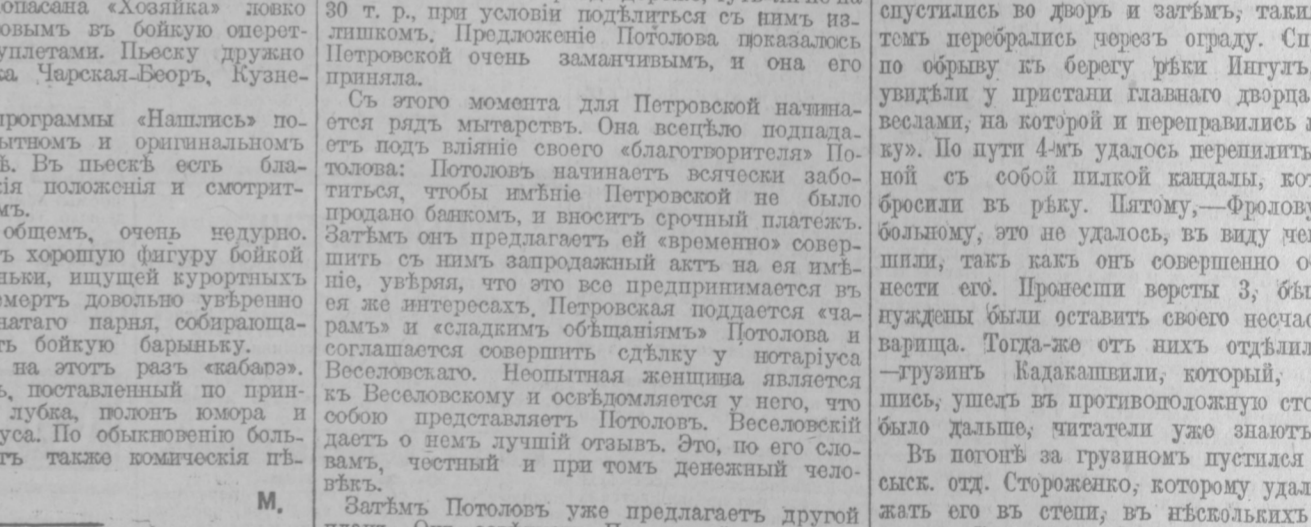 опасана «Хозяйка» ловко
овымъ въ бойкую оперет-
уплетами. Пьеску дружно
ка Чарская-Беоръ, Кузне-
программы «Нашлись» по-
ытномъ и оригинальномъ
ѣ. Въ пьескѣ есть бла-
кія положенія и смотрит-
мъ.
общемъ, очень недурно.
ъ хорошую фигуру бойкой
ньки, ищущей курортныхъ
емертъ довольно увѣренно
натаго парня, собирающа-
ть бойкую барыньку.
на этотъ разъ «кабарэ».
ь, поставленный по прин-
лубка, полонъ юмора и
уса. По обыкновенію боль-
тъ также комическія пѣ-
М.
30 т. р., при условіи подѣлиться съ нимъ из-
лишкомъ. Предложеніе Потолова показалось
Петровской очень заманчивымъ, и она его
приняла.
Съ этого момента для Петровской начина-
ется рядъ мытарствъ. Она всецѣло подпада-
етъ подъ вліяніе своего «благотворителя» По-
толова: Потоловъ начинаетъ всячески забо-
титься, чтобы имѣніе Петровской не было
продано банкомъ, и вноситъ срочный платежъ.
Затѣмъ онъ предлагаетъ ей «временно» совер-
шить съ нимъ запродажный актъ на ея имѣ-
ніе, увѣряя, что это все предпринимается въ
ея же интересахъ. Петровская поддается «ча-
рамъ» и «сладкимъ обѣщаніямъ» Потолова и
соглашается совершить сдѣлку у нотаріуса
Веселовскаго. Неопытная женщина является
къ Веселовскому и освѣдомляется у него, что
собою представляетъ Потоловъ. Веселовскій
даетъ о немъ лучшій отзывъ. Это, по его сло-
вамъ, честный и при томъ денежный чело-
вѣкъ.
Затѣмъ Потоловъ уже предлагаетъ другой
спустились во дворъ и затѣмъ, таки
темъ перебрались черезъ ограду. Сп
по обрыву къ берегу рѣки Ингулъ
увидѣли у пристани главнаго дворца
веслами, на которой и переправились
ку». По пути 4-мъ удалось перепилить
ной съ собой пилкой кандалы, кот
бросили въ рѣку. Пятому,—Фролову
больному, это не удалось, въ виду чег
шили, такъ какъ онъ совершенно о
нести его. Пронесши версты 3, бѣг
нуждены были оставить своего несчас
варища. Тогда-же отъ нихъ отдѣлил
—грузинъ Кадакашвили, который,
шись, ушелъ въ противоположную сто
было дальше, читатели уже знаютъ
Въ погонѣ за грузиномъ пустился
сыск. отд. Стороженко, которому удал
жать его въ степи, въ нѣсколькихъ